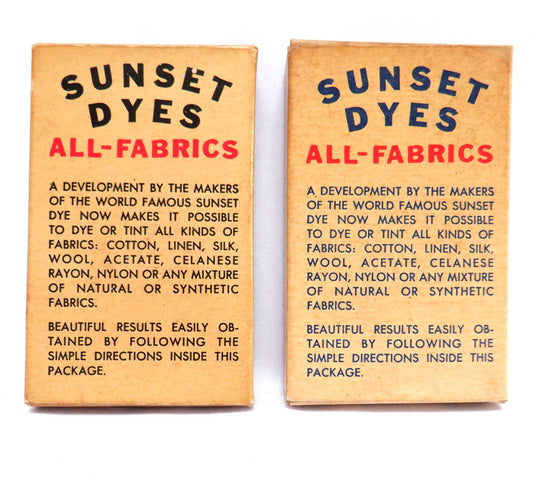 SUNSET
DYES
ALL-FABRICS
A DEVELOPMENT BY THE MAKERS
OF THE WORLD FAMOUS SUNSET
DYE NOW MAKES IT POSSIBLE
TO DYE OR TINT ALL KINDS OF
FABRICS: COTTON, LINEN, SILK,
WOOL, ACETATE, CELANESE
RAYON, NYLON OR ANY MIXTURE
OF NATURAL OR SYNTHETIC
FABRICS.
BEAUTIFUL RESULTS EASILY OB-
TAINED BY FOLLOWING THE
SIMPLE DIRECTIONS INSIDE THIS
PACKAGE.
SUNSET
DYES
ALL-FABRICS
A DEVELOPMENT BY THE MAKERS
OF THE WORLD FAMOUS SUNSET
DYE NOW MAKES IT POSSIBLE
TO DYE OR TINT ALL KINDS OF
FABRICS: COTTON, LINEN, SILK,
WOOL, ACETATE, CELANESE
RAYON, NYLON OR ANY MIXTURE
OF NATURAL OR SYNTHETIC
FABRICS.
BEAUTIFUL RESULTS EASILY OB-
TAINED BY FOLLOWING THE
SIMPLE DIRECTIONS INSIDE THIS
PACKAGE.